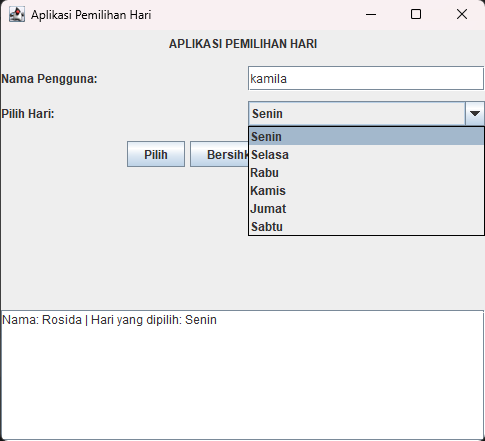 Aplikasi Pemilihan Hari
APLIKASI PEMILIHAN HARI
Nama Pengguna:
kamila
Pilih Hari:
Senin
Senin
Selasa
Rabu
Kamis
Jumat
Sabtu
Pilih
Nama: Rosida | Hari yang dipilih: Senin